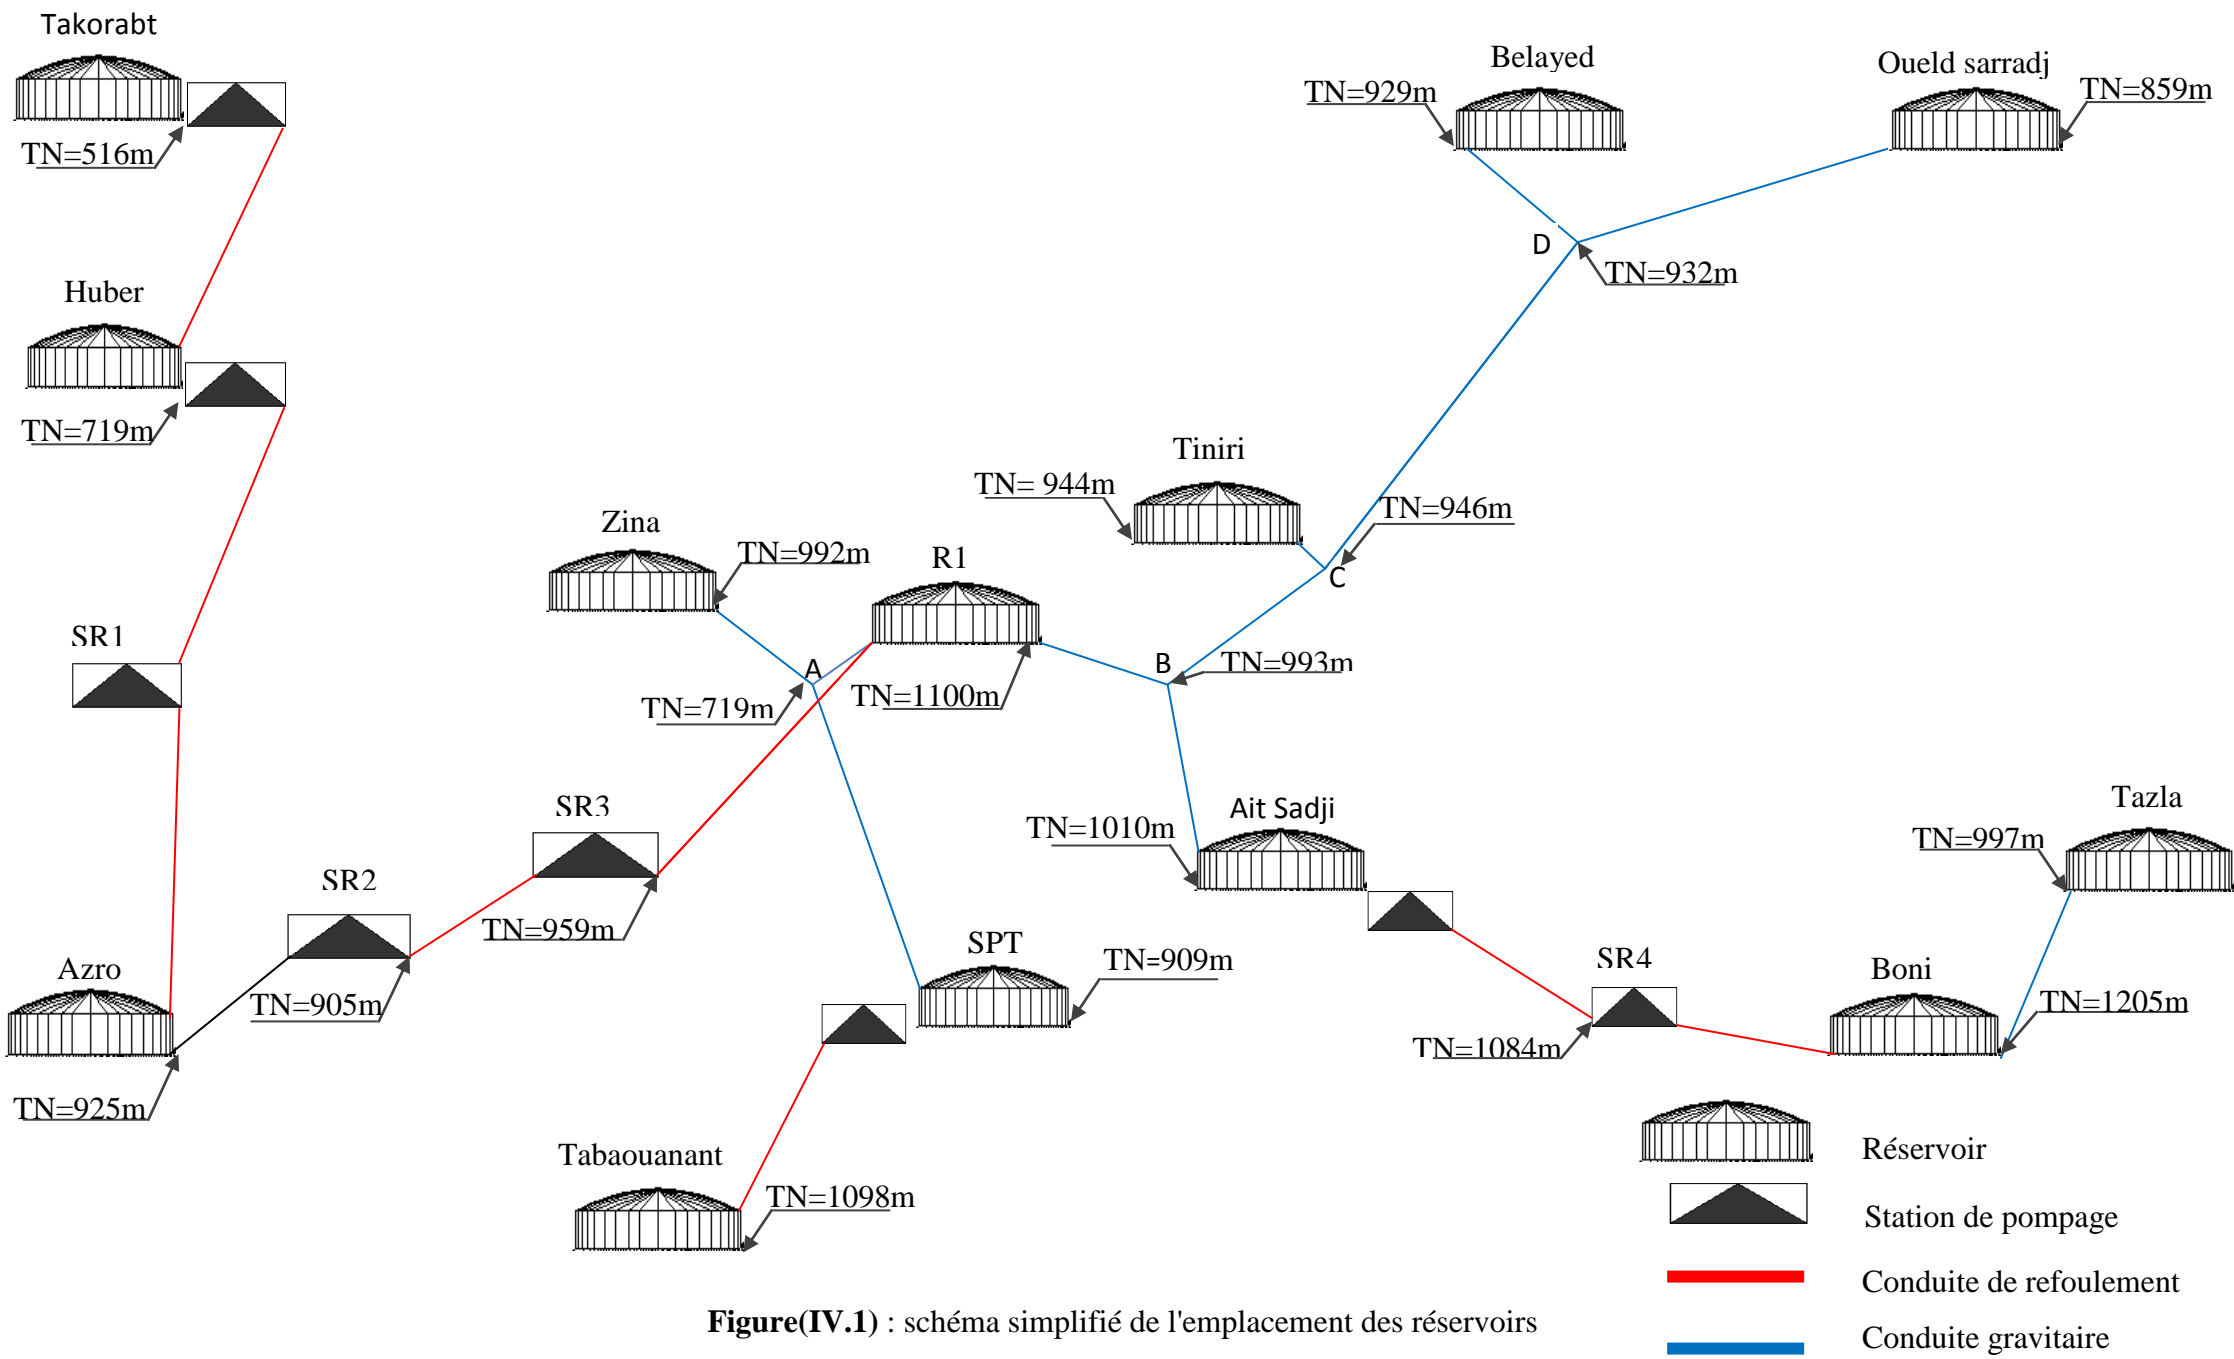 Takorabt
TN=516m
Huber
TN=719m
SR1
Azro
TN=925m
SR2
TN=905m
SR3
TN=959m
Zina
TN=992m
A
TN=719m
R1
TN=1100m
B
TN=993m
Tiniri
TN= 944m
C
TN=946m
D
TN=932m
Belayed
TN=929m
Oueld sarradj
TN=859m
Ait Sadji
TN=1010m
SPT
TN=909m
Tabaouanant
TN=1098m
SR4
TN=1084m
Boni
TN=1205m
Tazla
TN=997m
Réservoir
Station de pompage
Conduite de refoulement
Conduite gravitaire
Figure(IV.1) : schéma simplifié de l'emplacement des réservoirs